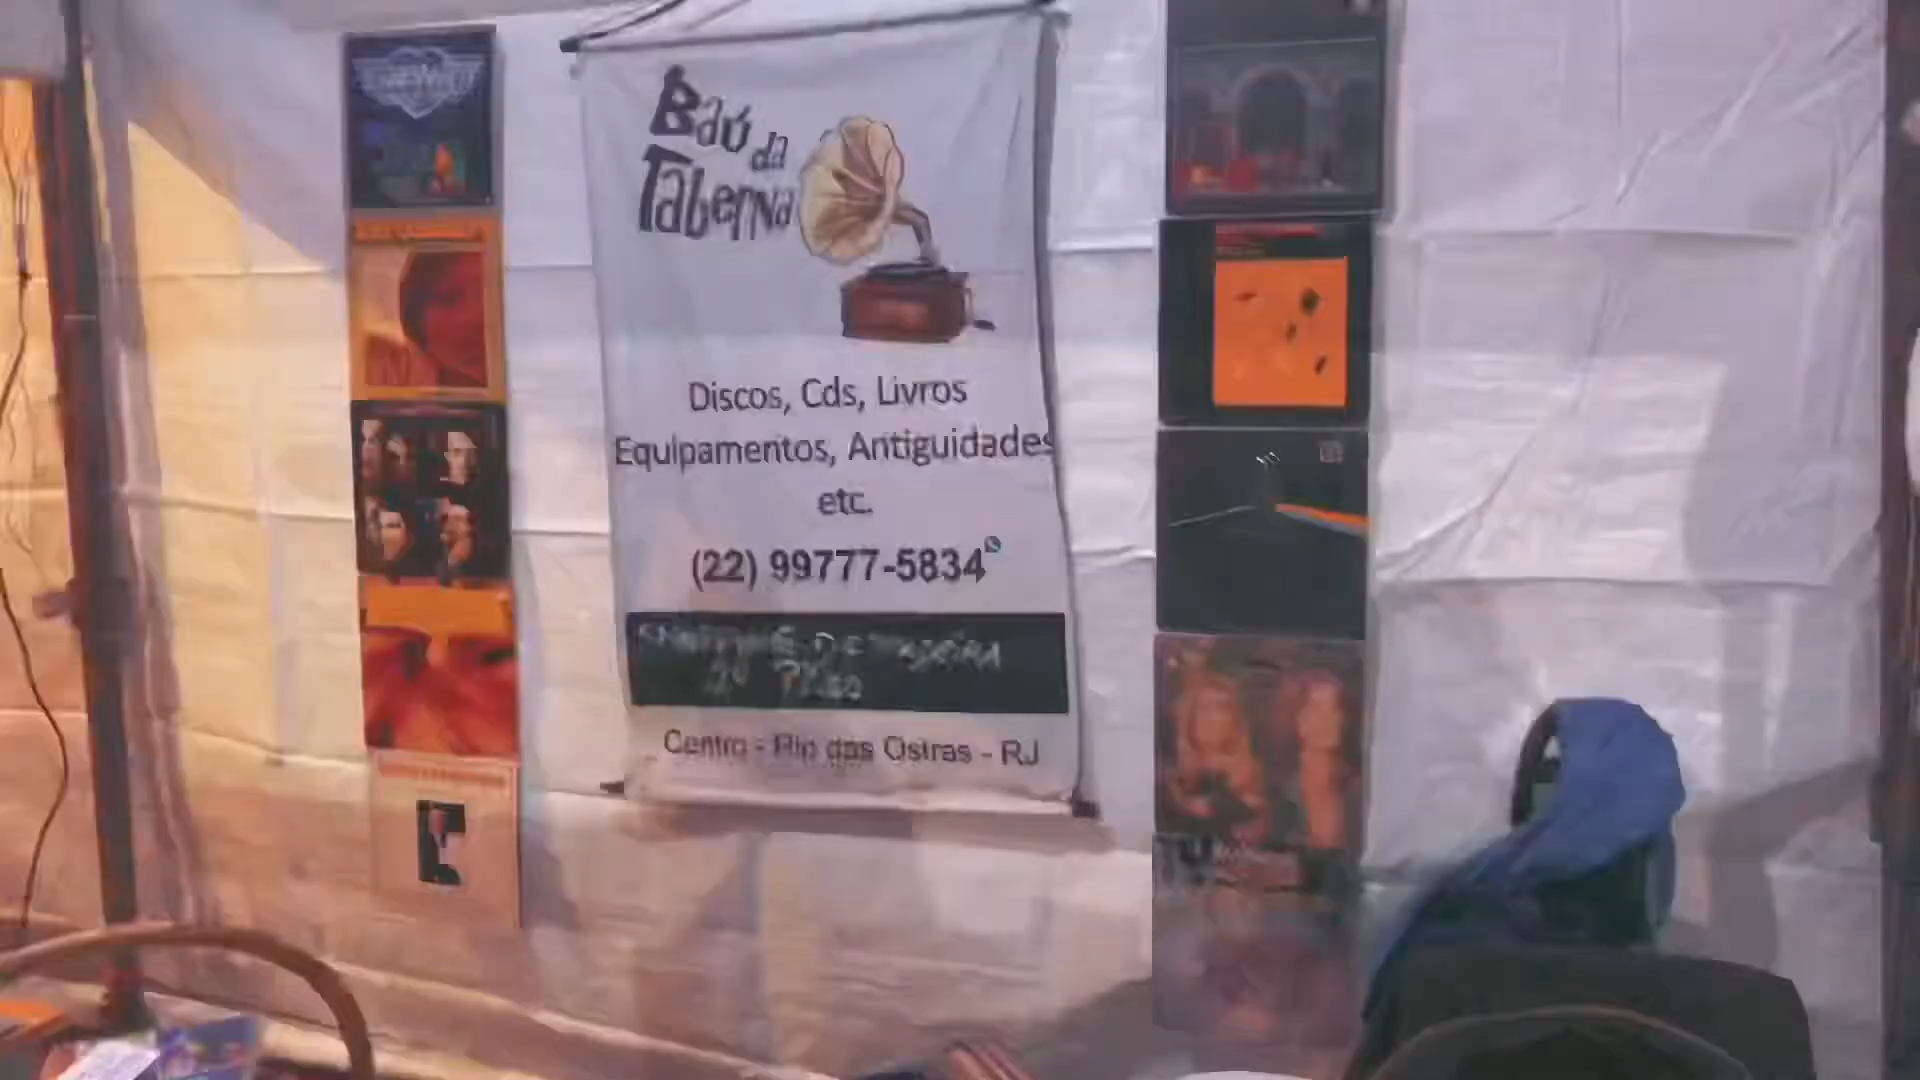 Baú da
Taberna
Discos, Cds, Livros
Equipamentos, Antiguidades
etc.
(22) 99777-5834
Centro - Rio das Ostras - RJ